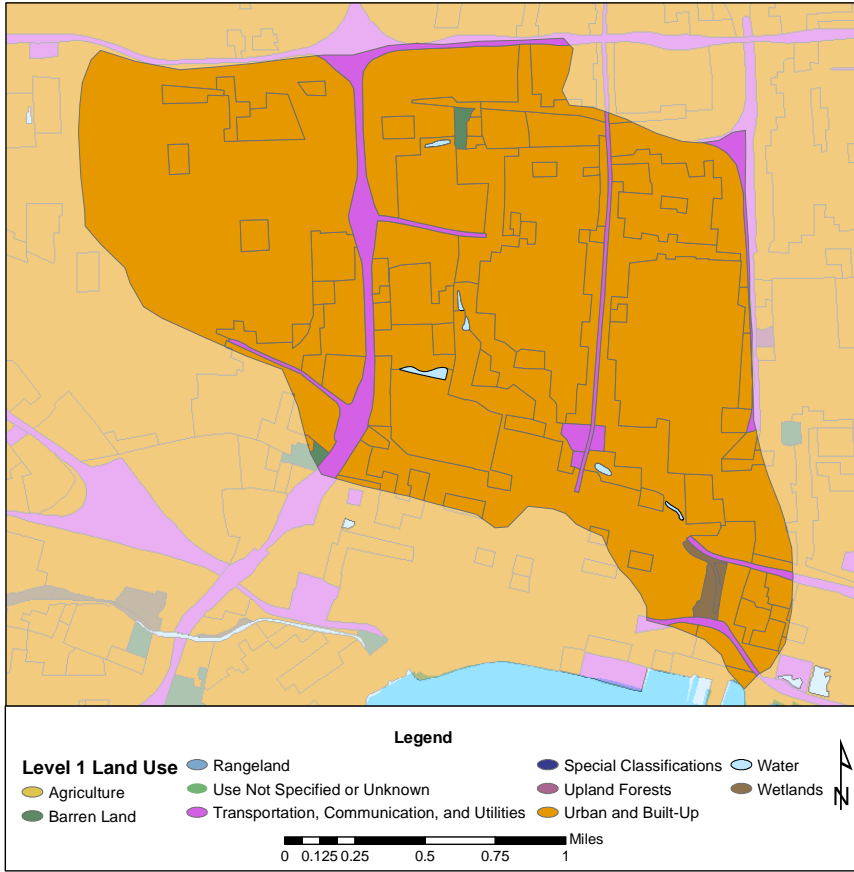 Legend
Level 1 Land Use
Agriculture
Barren Land
Rangeland
Use Not Specified or Unknown
Transportation, Communication, and Utilities
Special Classifications
Upland Forests
Urban and Built-Up
Water
Wetlands
N
Miles
0 0.125 0.25 0.5 0.75 1